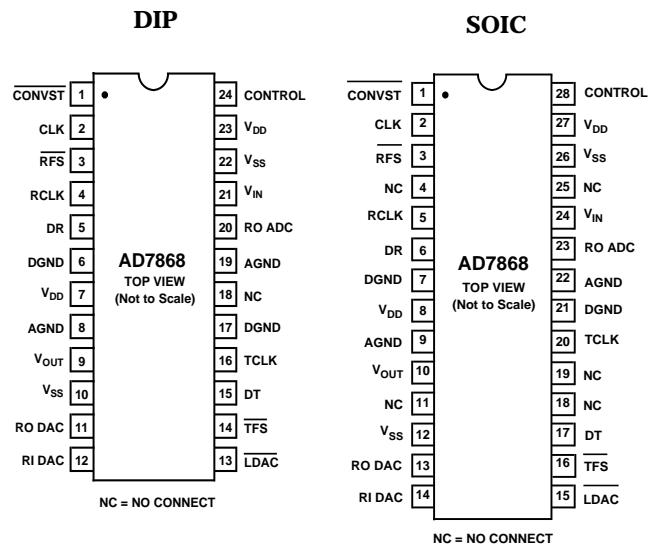 DIP
CONVST 1 24 CONTROL
CLK 2 23 VDD
RFS 3 22 VSS
RCLK 4 21 VIN
DR 5 20 RO ADC
DGND 6 19 AGND
VDD 7 18 NC
AGND 8 17 DGND
VOUT 9 16 TCLK
VSS 10 15 DT
RO DAC 11 14 TFS
RI DAC 12 13 LDAC
AD7868
TOP VIEW
(Not to Scale)
NC = NO CONNECT
SOIC
CONVST 1 28 CONTROL
CLK 2 27 VDD
RFS 3 26 VSS
NC 4 25 NC
RCLK 5 24 VIN
DR 6 23 RO ADC
DGND 7 22 AGND
VDD 8 21 DGND
AGND 9 20 TCLK
VOUT 10 19 NC
NC 11 18 NC
VSS 12 17 DT
RO DAC 13 16 TFS
RI DAC 14 15 LDAC
AD7868
TOP VIEW
(Not to Scale)
NC = NO CONNECT